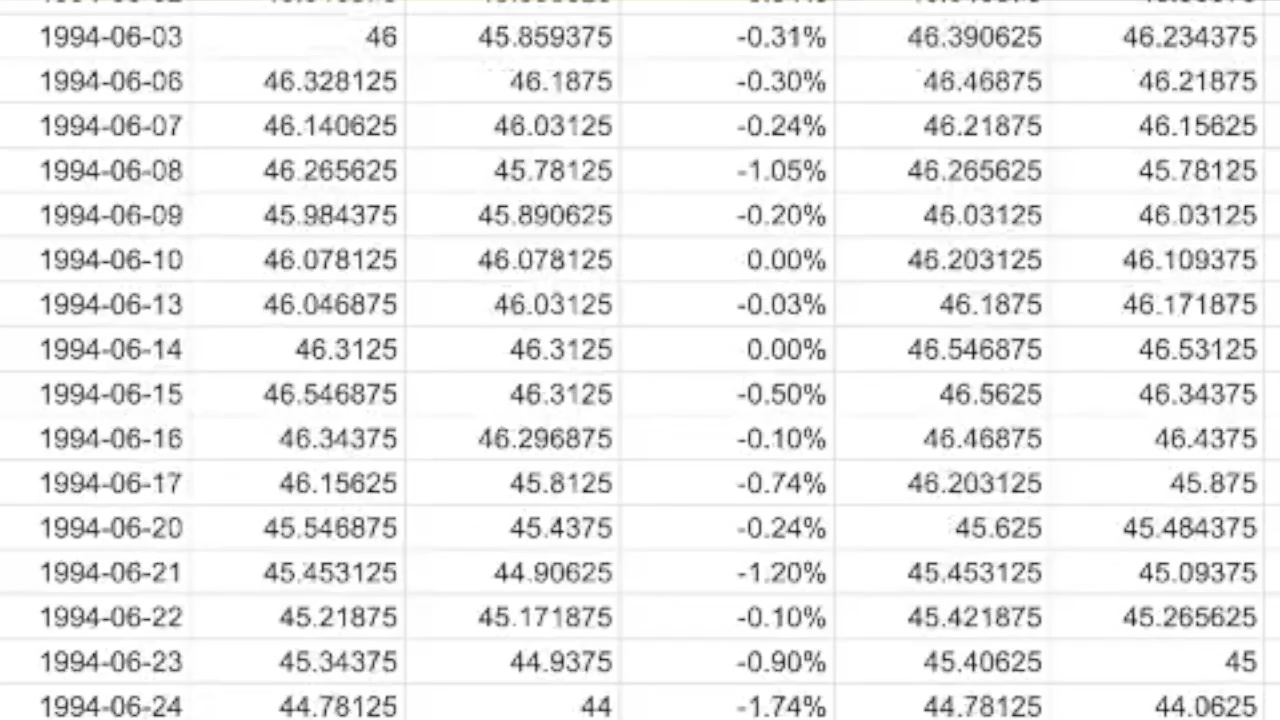 1994-06-03 46 45.859375 -0.31% 46.390625 46.234375
1994-06-06 46.328125 46.1875 -0.30% 46.46875 46.21875
1994-06-07 46.140625 46.03125 -0.24% 46.21875 46.15625
1994-06-08 46.265625 45.78125 -1.05% 46.265625 45.78125
1994-06-09 45.984375 45.890625 -0.20% 46.03125 46.03125
1994-06-10 46.078125 46.078125 0.00% 46.203125 46.109375
1994-06-13 46.046875 46.03125 -0.03% 46.1875 46.171875
1994-06-14 46.3125 46.3125 0.00% 46.546875 46.53125
1994-06-15 46.546875 46.3125 -0.50% 46.5625 46.34375
1994-06-16 46.34375 46.296875 -0.10% 46.46875 46.4375
1994-06-17 46.15625 45.8125 -0.74% 46.203125 45.875
1994-06-20 45.546875 45.4375 -0.24% 45.625 45.484375
1994-06-21 45.453125 44.90625 -1.20% 45.453125 45.09375
1994-06-22 45.21875 45.171875 -0.10% 45.421875 45.265625
1994-06-23 45.34375 44.9375 -0.90% 45.40625 45
1994-06-24 44.78125 44 -1.74% 44.78125 44.0625